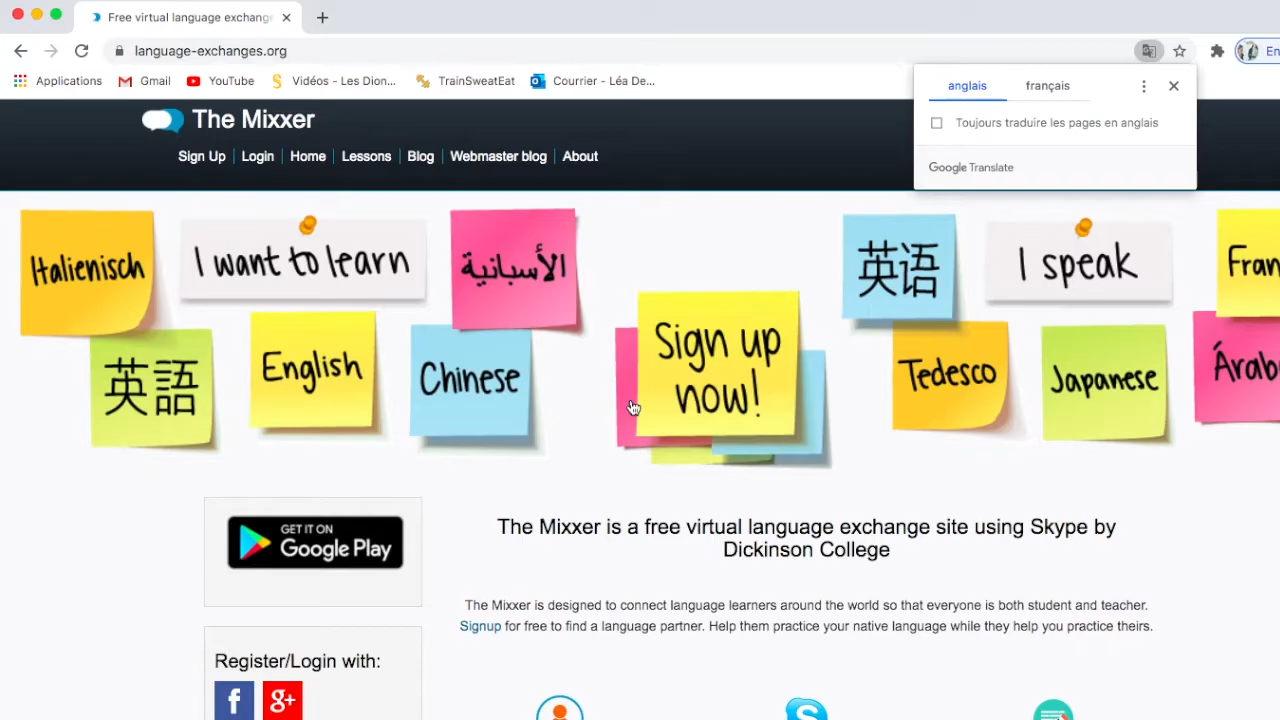 Free virtual language exchang
language-exchanges.org
Applications
Gmail
YouTube
Vidéos - Les Dion...
TrainSweatEat
Courrier - Léa De...
anglais
français
Toujours traduire les pages en anglais
Google Translate
The Mixxer
Sign Up
Login
Home
Lessons
Blog
Webmaster blog
About
Italienisch
I want to learn
الأسبانية
英語
English
Chinese
Sign up
now!
英语
I speak
Fran
Tedesco
Japanese
Árab
GET IT ON
Google Play
The Mixxer is a free virtual language exchange site using Skype by
Dickinson College
The Mixxer is designed to connect language learners around the world so that everyone is both student and teacher.
Signup for free to find a language partner. Help them practice your native language while they help you practice theirs.
Register/Login with:
f
g+
S